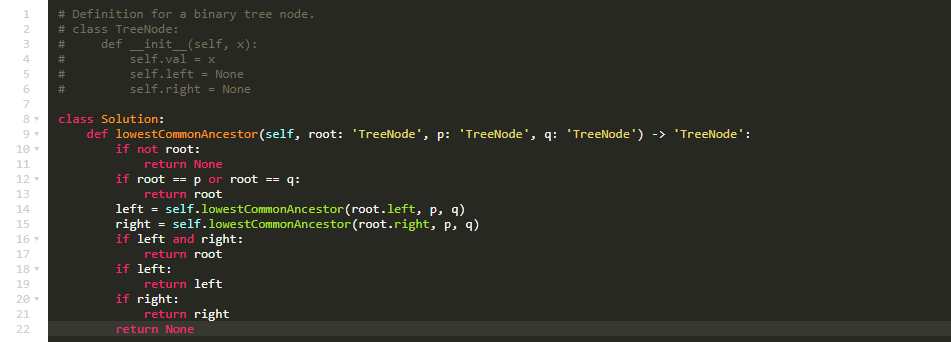 1 # Definition for a binary tree node.
2 # class TreeNode:
3 #     def __init__(self, x):
4 #         self.val = x
5 #         self.left = None
6 #         self.right = None
7
8 class Solution:
9     def lowestCommonAncestor(self, root: 'TreeNode', p: 'TreeNode', q: 'TreeNode') -> 'TreeNode':
10         if not root:
11             return None
12         if root == p or root == q:
13             return root
14         left = self.lowestCommonAncestor(root.left, p, q)
15         right = self.lowestCommonAncestor(root.right, p, q)
16         if left and right:
17             return root
18         if left:
19             return left
20         if right:
21             return right
22         return None